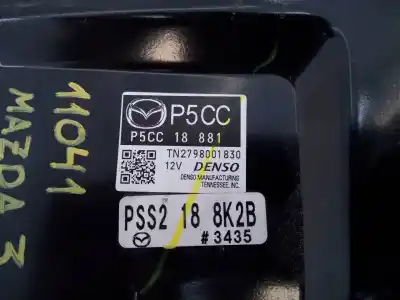 11041
MAZDA 3
P5CC
P5CC 18 881
TN2798001830
12V DENSO
DENSO MANUFACTURING
TENNESSEE, INC.
PSS2 18 8K2B
#3435